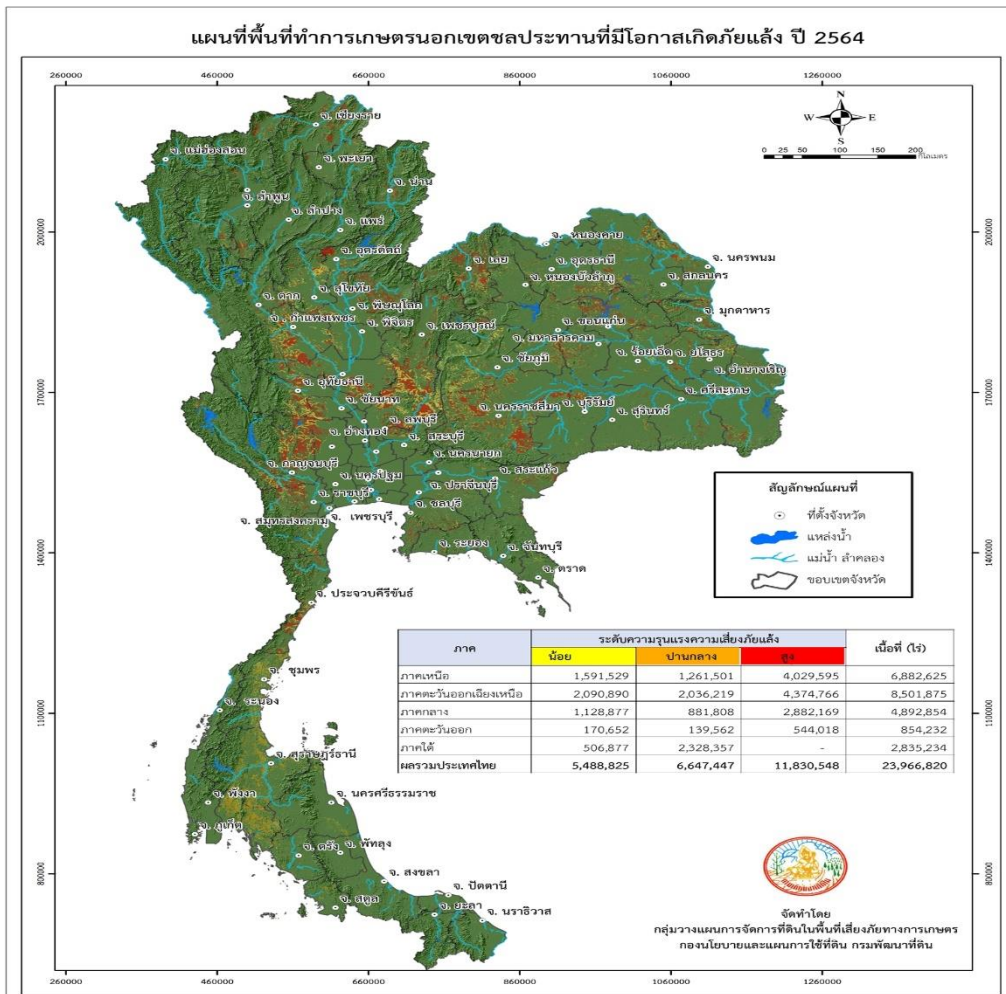 แผนที่พื้นที่ทำการเกษตรนอกเขตชลประทานที่มีโอกาสเกิดภัยแล้ง ปี 2564
260000 460000 660000 860000 1060000 1260000
N
W E
S
0 25 50 100 150 200
กิโลเมตร
จ. เชียงราย
จ. แม่ฮ่องสอน
จ. พะเยา
จ. น่าน
จ. ลำพูน
จ. ลำปาง
จ. แพร่
2000000 2000000
จ. หนองคาย
จ. อุตรดิตถ์
จ. เลย
จ. อุดรธานี
จ. นครพนม
จ. หนองบัวลำภู
จ. สกลนคร
จ. สุโขทัย
จ. ตาก
จ. พิษณุโลก
จ. มุกดาหาร
จ. กำแพงเพชร
จ. พิจิตร
จ. เพชรบูรณ์
จ. ขอนแก่น
จ. มหาสารคาม
จ. ชัยภูมิ
จ. ร้อยเอ็ด
จ. ยโสธร
จ. อำนาจเจริญ
จ. อุทัยธานี
1700000 1700000
จ. ศรีสะเกษ
จ. ชัยนาท
จ. ลพบุรี
จ. นครราชสีมา
จ. บุรีรัมย์
จ. สุรินทร์
จ. อ่างทอง
จ. สระบุรี
จ. นครนายก
จ. กาญจนบุรี
จ. นครปฐม
จ. สระแก้ว
จ. ปราจีนบุรี
จ. ราชบุรี
จ. ชลบุรี
จ. สมุทรสงคราม
จ. เพชรบุรี
จ. ระยอง
จ. จันทบุรี
จ. ตราด
1400000 1400000
สัญลักษณ์แผนที่
ที่ตั้งจังหวัด
แหล่งน้ำ
แม่น้ำ ลำคลอง
ขอบเขตจังหวัด
จ. ประจวบคีรีขันธ์
จ. ชุมพร
จ. ระนอง
1100000 1100000
จ. สุราษฎร์ธานี
จ. พังงา
จ. นครศรีธรรมราช
จ. ภูเก็ต
จ. ตรัง
จ. พัทลุง
800000 800000
จ. สงขลา
จ. ปัตตานี
จ. สตูล
จ. ยะลา
จ. นราธิวาส
ภาค ระดับความรุนแรงความเสี่ยงภัยแล้ง เนื้อที่ (ไร่)
น้อย ปานกลาง สูง
ภาคเหนือ 1,591,529 1,261,501 4,029,595 6,882,625
ภาคตะวันออกเฉียงเหนือ 2,090,890 2,036,219 4,374,766 8,501,875
ภาคกลาง 1,128,877 881,808 2,882,169 4,892,854
ภาคตะวันออก 170,652 139,562 544,018 854,232
ภาคใต้ 506,877 2,328,357 - 2,835,234
ผลรวมประเทศไทย 5,488,825 6,647,447 11,830,548 23,966,820
กรมพัฒนาที่ดิน
จัดทำโดย
กลุ่มวางแผนการจัดการที่ดินในพื้นที่เสี่ยงภัยทางการเกษตร
กองนโยบายและแผนการใช้ที่ดิน กรมพัฒนาที่ดิน
260000 460000 660000 860000 1060000 1260000